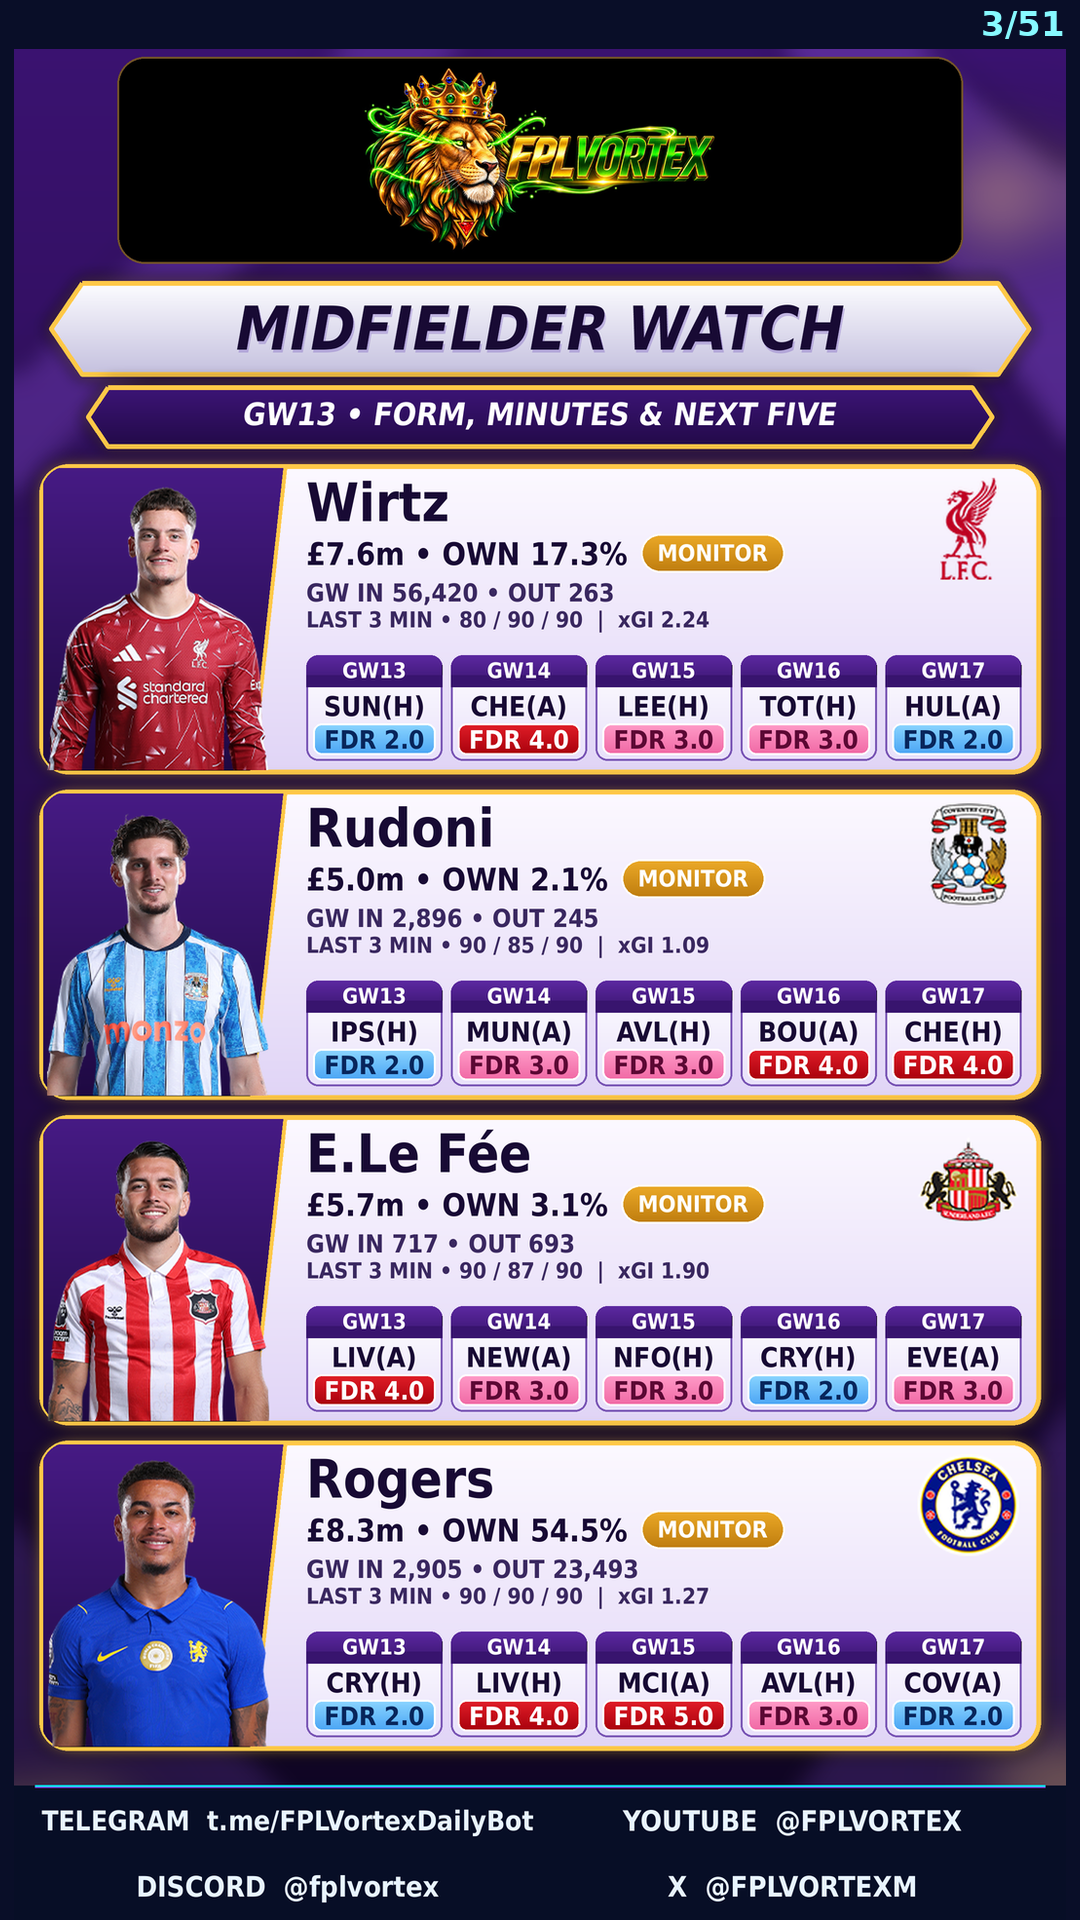 3/51
FPLVORTEX
MIDFIELDER WATCH
GW13 • FORM, MINUTES & NEXT FIVE
Wirtz
£7.6m • OWN 17.3% MONITOR
GW IN 56,420 • OUT 263
LAST 3 MIN • 80 / 90 / 90 | xGI 2.24
L.F.C.
standard
chartered
GW13 GW14 GW15 GW16 GW17
SUN(H) CHE(A) LEE(H) TOT(H) HUL(A)
FDR 2.0 FDR 4.0 FDR 3.0 FDR 3.0 FDR 2.0
Rudoni
£5.0m • OWN 2.1% MONITOR
GW IN 2,896 • OUT 245
LAST 3 MIN • 90 / 85 / 90 | xGI 1.09
COVENTRY CITY
FOOTBALL CLUB
monzo
GW13 GW14 GW15 GW16 GW17
IPS(H) MUN(A) AVL(H) BOU(A) CHE(H)
FDR 2.0 FDR 3.0 FDR 3.0 FDR 4.0 FDR 4.0
E.Le Fée
£5.7m • OWN 3.1% MONITOR
GW IN 717 • OUT 693
LAST 3 MIN • 90 / 87 / 90 | xGI 1.90
SUNDERLAND A.F.C.
GW13 GW14 GW15 GW16 GW17
LIV(A) NEW(A) NFO(H) CRY(H) EVE(A)
FDR 4.0 FDR 3.0 FDR 3.0 FDR 2.0 FDR 3.0
Rogers
£8.3m • OWN 54.5% MONITOR
GW IN 2,905 • OUT 23,493
LAST 3 MIN • 90 / 90 / 90 | xGI 1.27
CHELSEA
FOOTBALL CLUB
GW13 GW14 GW15 GW16 GW17
CRY(H) LIV(H) MCI(A) AVL(H) COV(A)
FDR 2.0 FDR 4.0 FDR 5.0 FDR 3.0 FDR 2.0
TELEGRAM t.me/FPLVortexDailyBot YOUTUBE @FPLVORTEX
DISCORD @fplvortex X @FPLVORTEXM